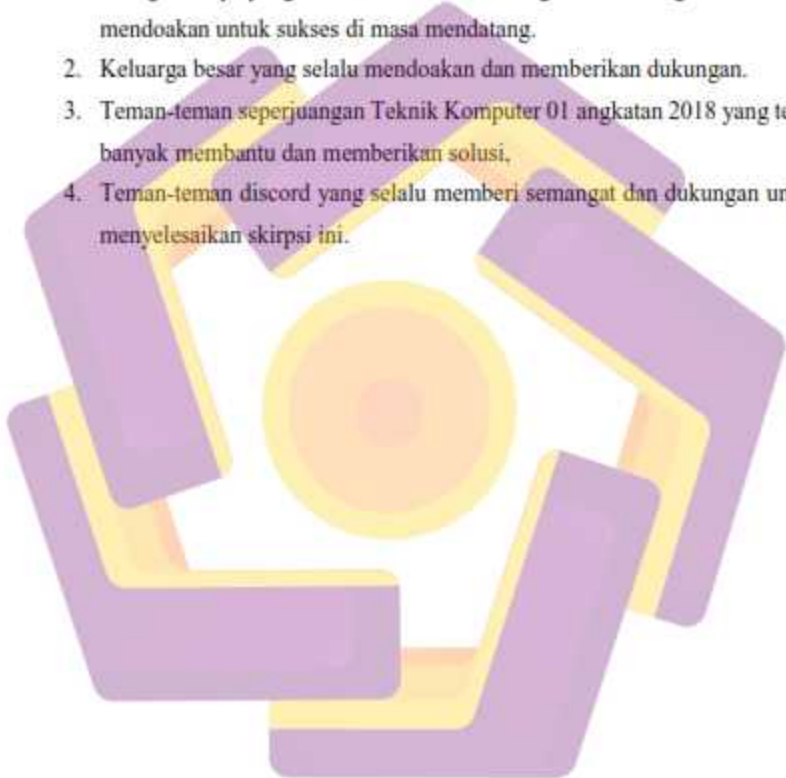 mendoakan untuk sukses di masa mendatang.
2. Keluarga besar yang selalu mendoakan dan memberikan dukungan.
3. Teman-teman seperjuangan Teknik Komputer 01 angkatan 2018 yang
banyak membantu dan memberikan solusi,
4. Teman-teman discord yang selalu memberi semangat dan dukungan
menyelesaikan skirpsi ini.